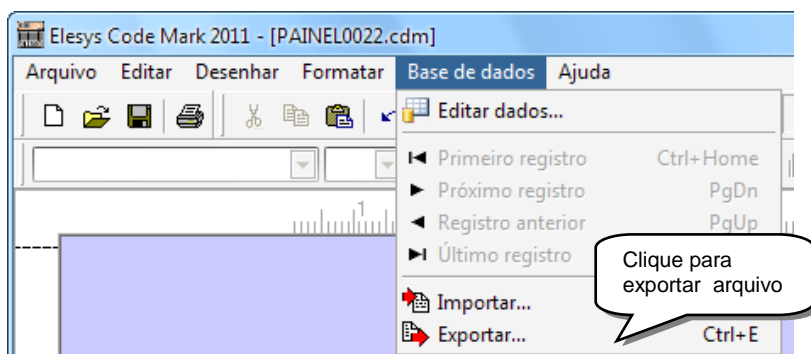 Elesys Code Mark 2011 - [PAINEL0022.cdm]
Arquivo Editar Desenhar Formatar Base de dados Ajuda
Editar dados...
Primeiro registro Ctrl+Home
Próximo registro PgDn
Registro anterior PgUp
Último registro
Importar...
Exportar... Ctrl+E
Clique para
exportar arquivo
1